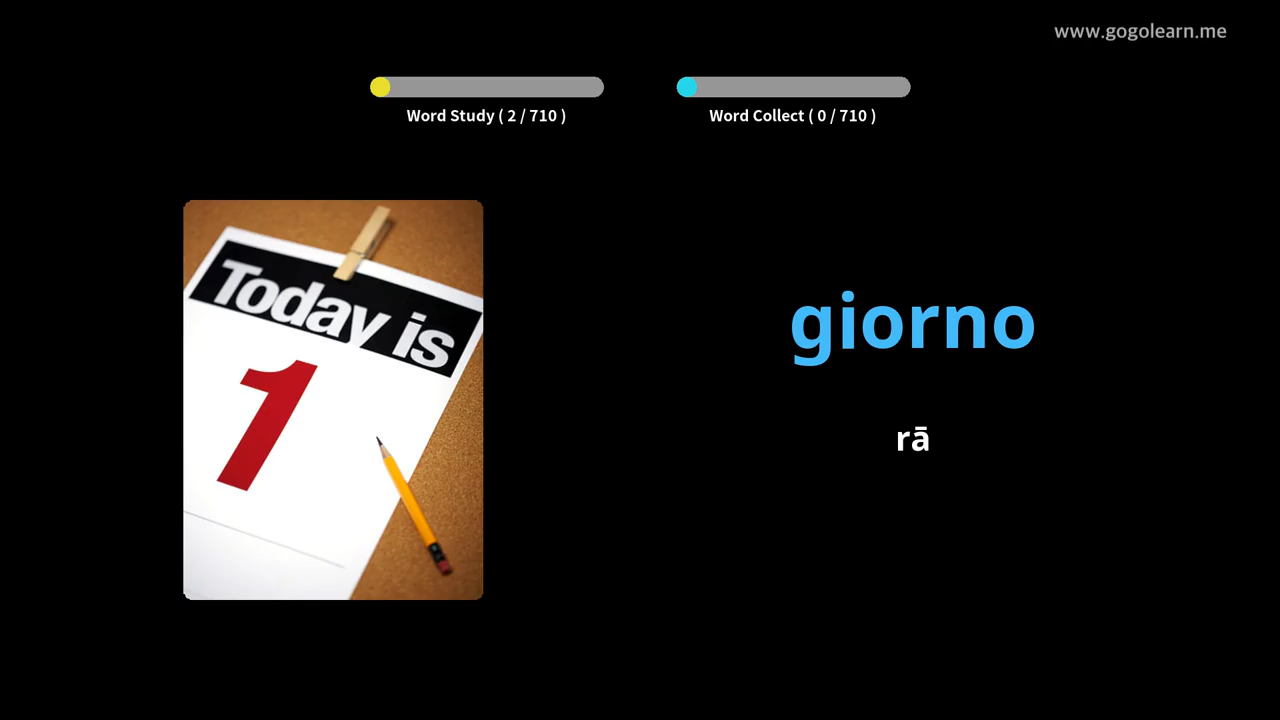 www.gogolearn.me
Word Study ( 2 / 710 )
Word Collect ( 0 / 710 )
Today is
1
giorno
rā